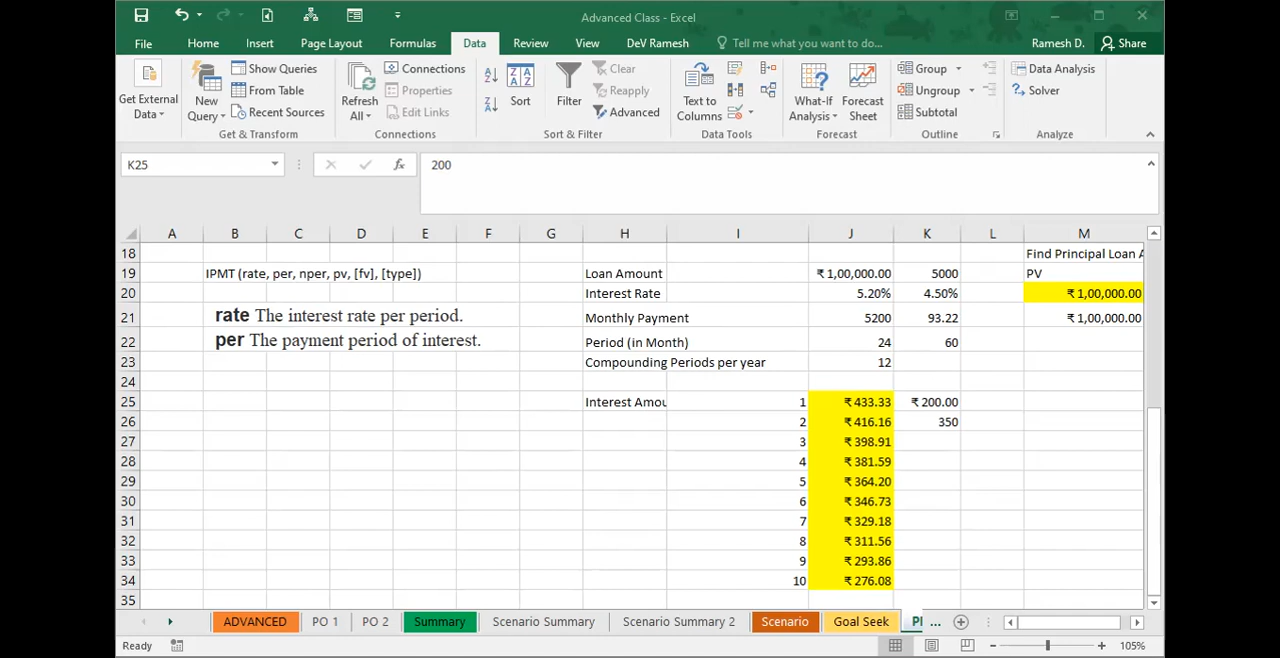 Advanced Class - Excel
File Home Insert Page Layout Formulas Data Review View DeV Ramesh Tell me what you want to do... Ramesh D. Share
Get External Data
New Query
Show Queries
From Table
Recent Sources
Get & Transform
Refresh All
Connections
Properties
Edit Links
Connections
A Z
Z A
Z A A Z
Sort
Filter
Clear
Reapply
Advanced
Sort & Filter
Text to Columns
Data Tools
What-If Analysis
Forecast Sheet
Forecast
Group
Ungroup
Subtotal
Outline
Data Analysis
Solver
Analyze
K25 fx 200
A B C D E F G H I J K L M
18 Find Principal Loan A
19 IPMT (rate, per, nper, pv, [fv], [type]) Loan Amount ₹ 1,00,000.00 5000 PV
20 Interest Rate 5.20% 4.50% ₹ 1,00,000.00
21 rate The interest rate per period. Monthly Payment 5200 93.22 ₹ 1,00,000.00
22 per The payment period of interest. Period (in Month) 24 60
23 Compounding Periods per year 12
24
25 Interest Amou 1 ₹ 433.33 ₹ 200.00
26 2 ₹ 416.16 350
27 3 ₹ 398.91
28 4 ₹ 381.59
29 5 ₹ 364.20
30 6 ₹ 346.73
31 7 ₹ 329.18
32 8 ₹ 311.56
33 9 ₹ 293.86
34 10 ₹ 276.08
35
ADVANCED PO 1 PO 2 Summary Scenario Summary Scenario Summary 2 Scenario Goal Seek ...
Ready 105%